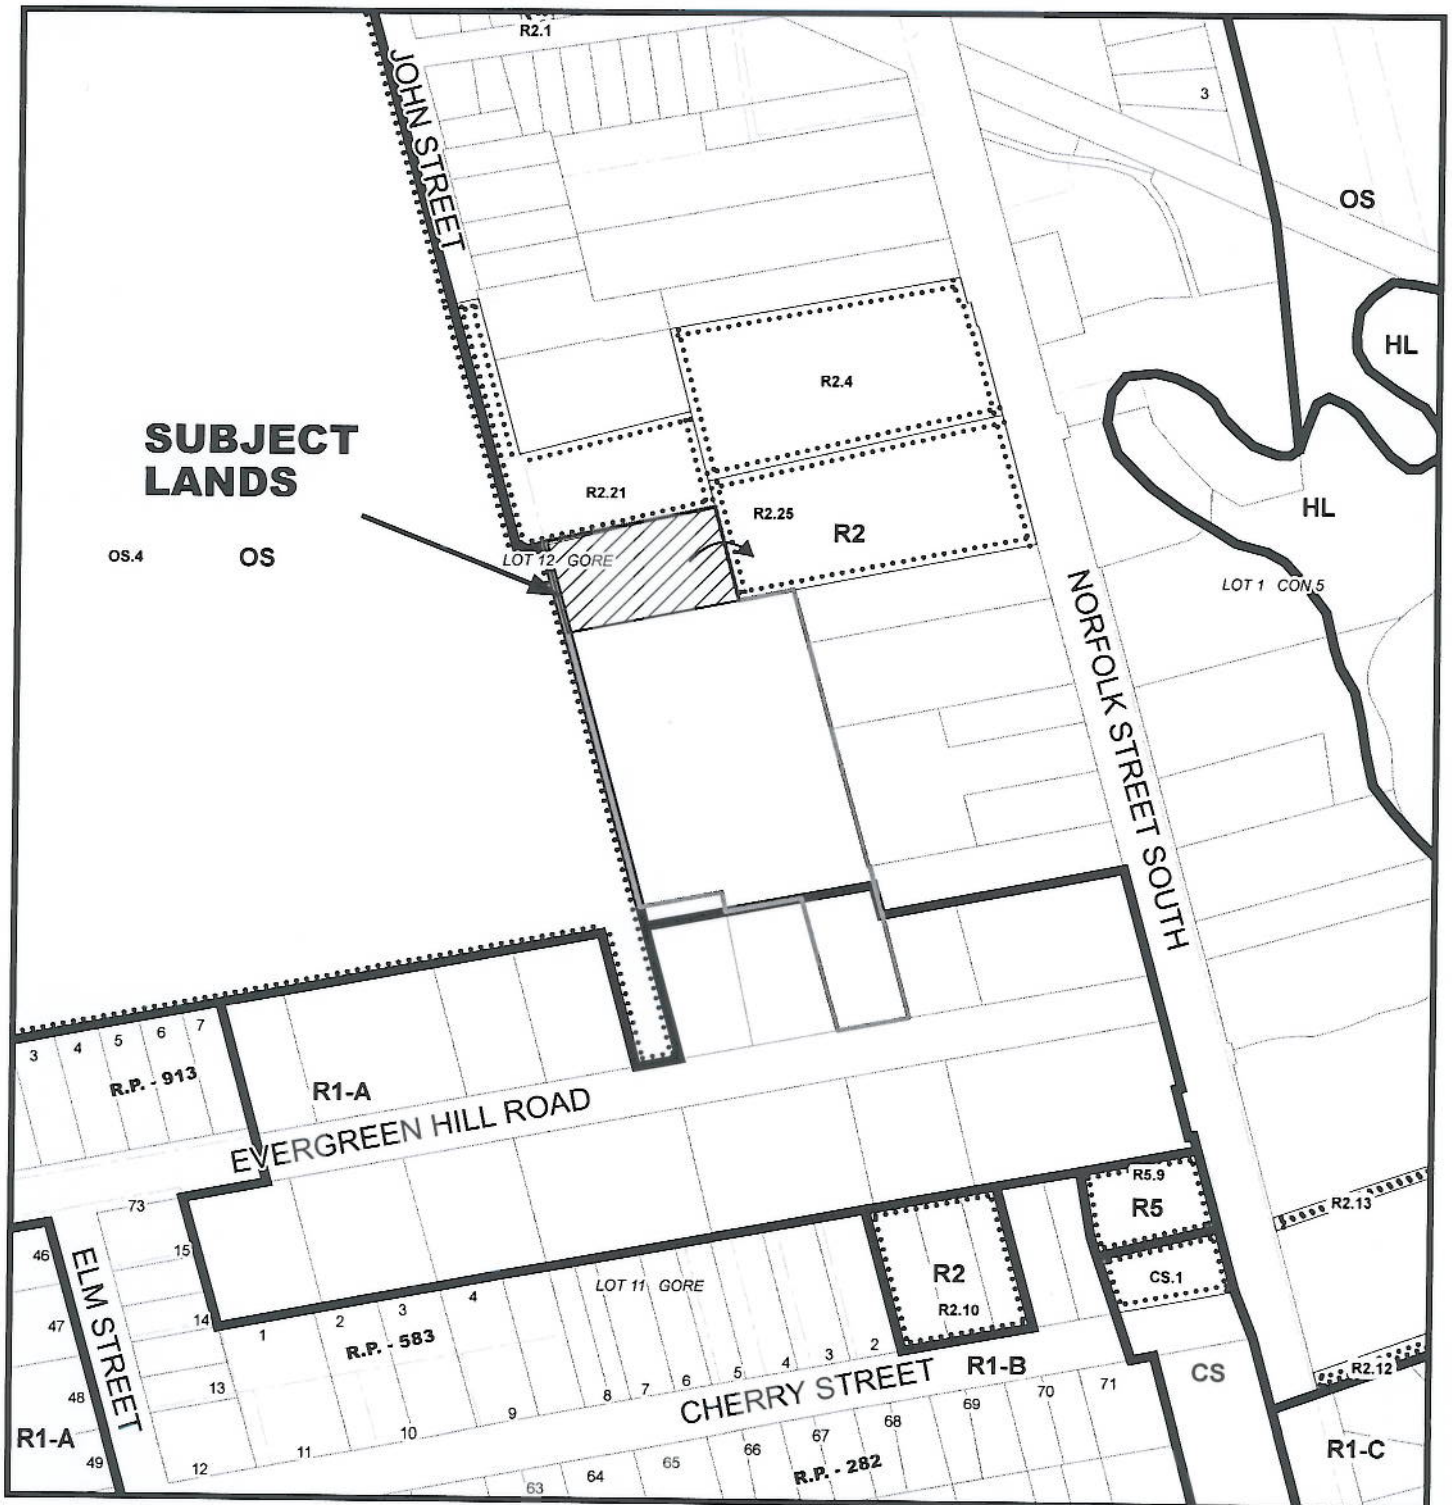 R2.1
JOHN STREET
3
OS
HL
R2.4
SUBJECT
LANDS
R2.21
R2.25
R2
HL
OS.4
OS
LOT 12 GORE
LOT 1 CON 5
NORFOLK STREET SOUTH
3
4
5
6
7
R.P. - 913
R1-A
EVERGREEN HILL ROAD
R5.9
R5
R2.13
73
46
15
ELM STREET
LOT 11 GORE
R2
R2.10
CS.1
47
14
1
2
3
4
R.P. - 583
2
3
4
5
6
7
8
9
10
11
12
13
CHERRY STREET
R1-B
CS
R2.12
48
R1-A
49
71
70
69
68
67
66
65
64
63
R.P. - 282
R1-C